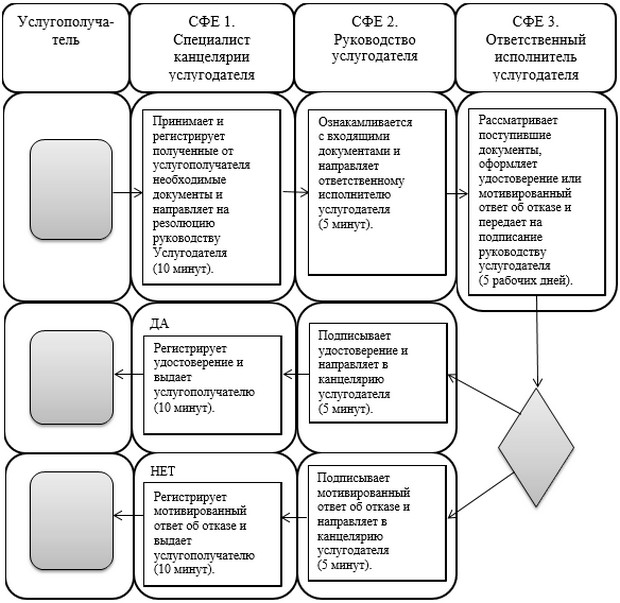 Услугополуча-
тель
СФЕ 1.
Специалист
канцелярии
услугодателя
СФЕ 2.
Руководство
услугодателя
СФЕ 3.
Ответственный
исполнитель
услугодателя
Принимает и
регистрирует
полученные от
услугополучателя
необходимые
документы и
направляет на
резолюцию
руководству
Услугодателя
(10 минут).
Ознакамливается
с входящими
документами и
направляет
ответственному
исполнителю
услугодателя
(5 минут).
Рассматривает
поступившие
документы,
оформляет
удостоверение или
мотивированный
ответ об отказе и
передает на
подписание
руководству
услугодателя
(5 рабочих дней).
ДА
Регистрирует
удостоверение и
выдает
услугополучателю
(10 минут).
Подписывает
удостоверение и
направляет в
канцелярию
услугодателя
(5 минут).
НЕТ
Регистрирует
мотивированный
ответ об отказе и
выдает
услугополучателю
(10 минут).
Подписывает
мотивированный
ответ об отказе и
направляет в
канцелярию
услугодателя
(5 минут).